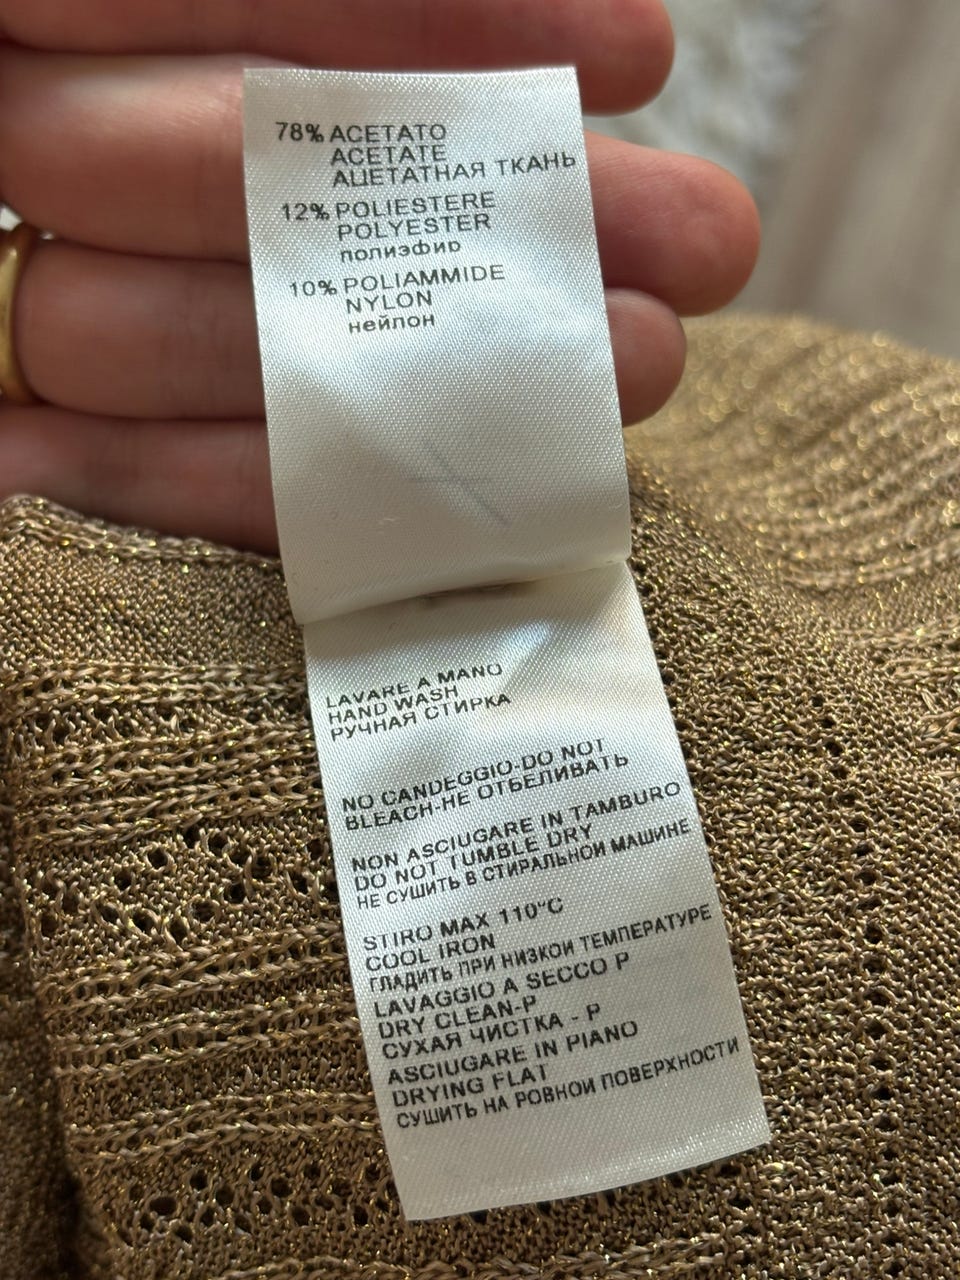 78% ACETATO
ACETATE
АЦЕТАТНАЯ ТКАНЬ
12% POLIESTERE
POLYESTER
полиэфир
10% POLIAMMIDE
NYLON
нейлон
LAVARE A MANO
HAND WASH
РУЧНАЯ СТИРКА
NO CANDEGGIO-DO NOT
BLEACH-НЕ ОТБЕЛИВАТЬ
NON ASCIUGARE IN TAMBURO
DO NOT TUMBLE DRY
НЕ СУШИТЬ В СТИРАЛЬНОЙ МАШИНЕ
STIRO MAX 110°C
COOL IRON
ГЛАДИТЬ ПРИ НИЗКОЙ ТЕМПЕРАТУРЕ
LAVAGGIO A SECCO P
DRY CLEAN-P
СУХАЯ ЧИСТКА - P
ASCIUGARE IN PIANO
DRYING FLAT
СУШИТЬ НА РОВНОЙ ПОВЕРХНОСТИ